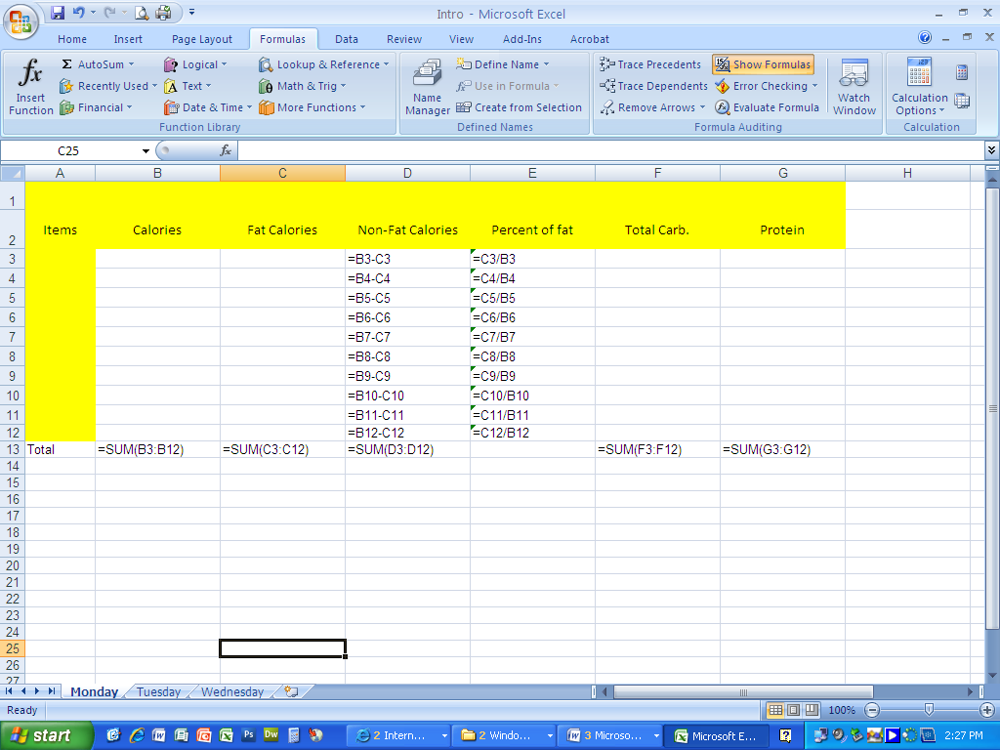 Intro - Microsoft Excel
Home Insert Page Layout Formulas Data Review View Add-Ins Acrobat
fx Σ AutoSum Logical Lookup & Reference Define Name Trace Precedents Show Formulas
Recently Used Text Math & Trig Use in Formula Trace Dependents Error Checking
Insert Function Financial Date & Time More Functions Name Manager Create from Selection Remove Arrows Evaluate Formula Watch Window Calculation Options
Function Library Defined Names Formula Auditing Calculation
C25 fx
A B C D E F G H
1
2 Items Calories Fat Calories Non-Fat Calories Percent of fat Total Carb. Protein
3 =B3-C3 =C3/B3
4 =B4-C4 =C4/B4
5 =B5-C5 =C5/B5
6 =B6-C6 =C6/B6
7 =B7-C7 =C7/B7
8 =B8-C8 =C8/B8
9 =B9-C9 =C9/B9
10 =B10-C10 =C10/B10
11 =B11-C11 =C11/B11
12 =B12-C12 =C12/B12
13 Total =SUM(B3:B12) =SUM(C3:C12) =SUM(D3:D12) =SUM(F3:F12) =SUM(G3:G12)
14
15
16
17
18
19
20
21
22
23
24
25
26
27
Monday Tuesday Wednesday
Ready 100%
start Ps Dw 2 Intern... 2 Windo... 3 Microso... Microsoft E... 2:27 PM